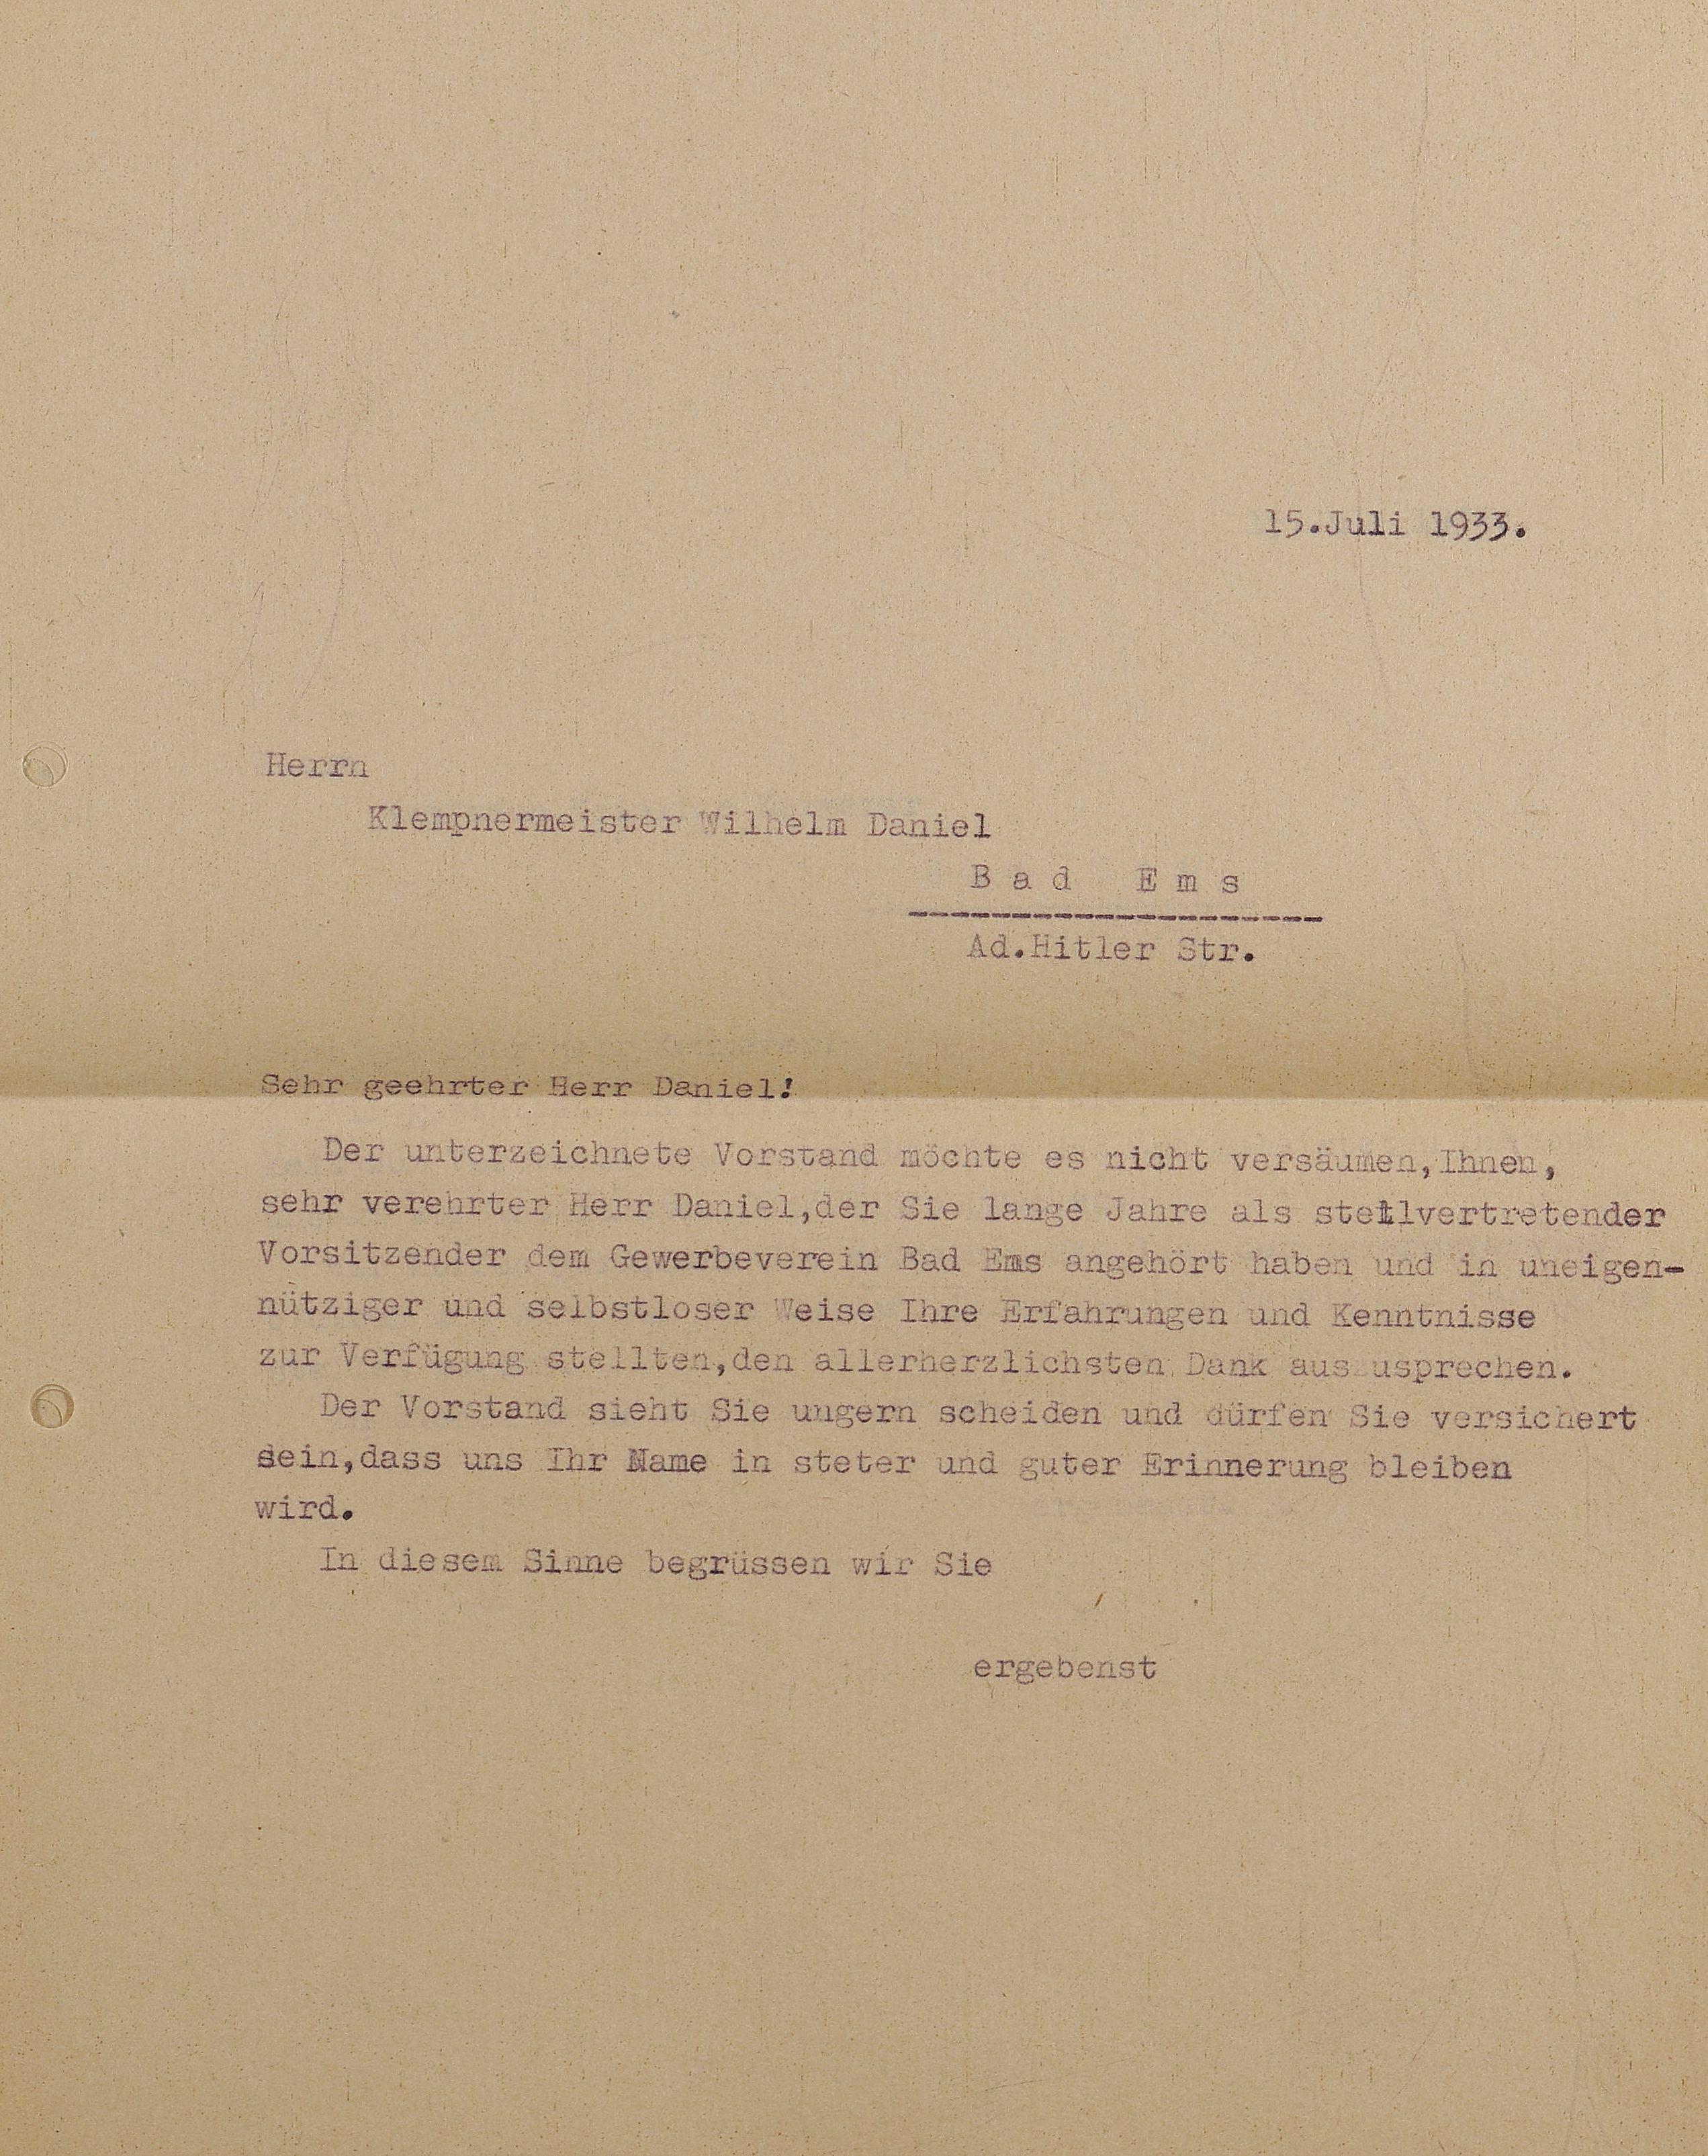 15.Juli 1933.
Herrn
Klempnermeister Wilhelm Daniel
Bad Ems
Ad.Hitler Str.
Sehr geehrter Herr Daniel!
Der unterzeichnete Vorstand möchte es nicht versäumen,Ihnen,
sehr verehrter Herr Daniel,der Sie lange Jahre als stellvertretender
Vorsitzender dem Gewerbeverein Bad Ems angehört haben und in uneigen-
nütziger und selbstloser Weise Ihre Erfahrungen und Kenntnisse
zur Verfügung stellten,den allerherzlichsten Dank auszusprechen.
Der Vorstand sieht Sie ungern scheiden und dürfen Sie versichert
sein,dass uns Ihr Name in steter und guter Erinnerung bleiben
wird.
In diesem Sinne begrüssen wir Sie
ergebenst